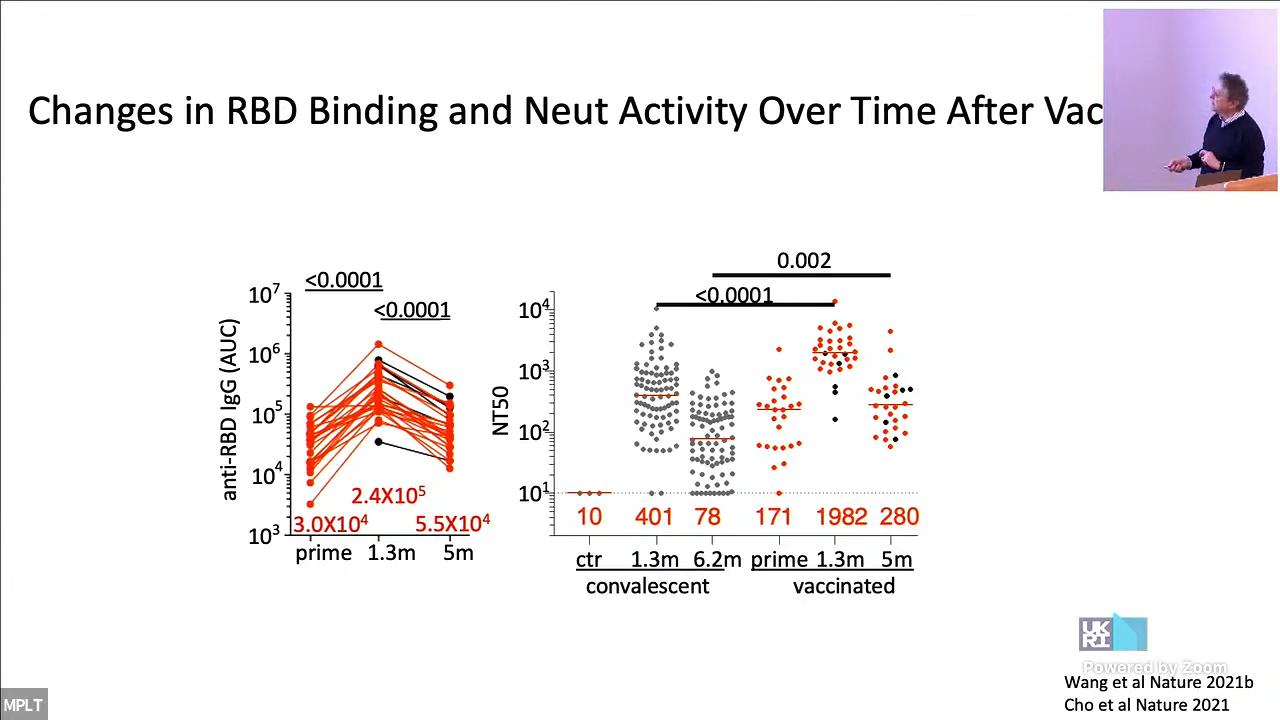 Changes in RBD Binding and Neut Activity Over Time After Vac
<0.0001
<0.0001
anti-RBD IgG (AUC)
10⁷
10⁶
10⁵
10⁴
10³
2.4X10⁵
3.0X10⁴
5.5X10⁴
prime 1.3m 5m
0.002
<0.0001
NT50
10⁴
10³
10²
10¹
10 401 78 171 1982 280
ctr 1.3m 6.2m prime 1.3m 5m
convalescent vaccinated
UK
RI
Powered by Zoom
Wang et al Nature 2021b
Cho et al Nature 2021
MPLT